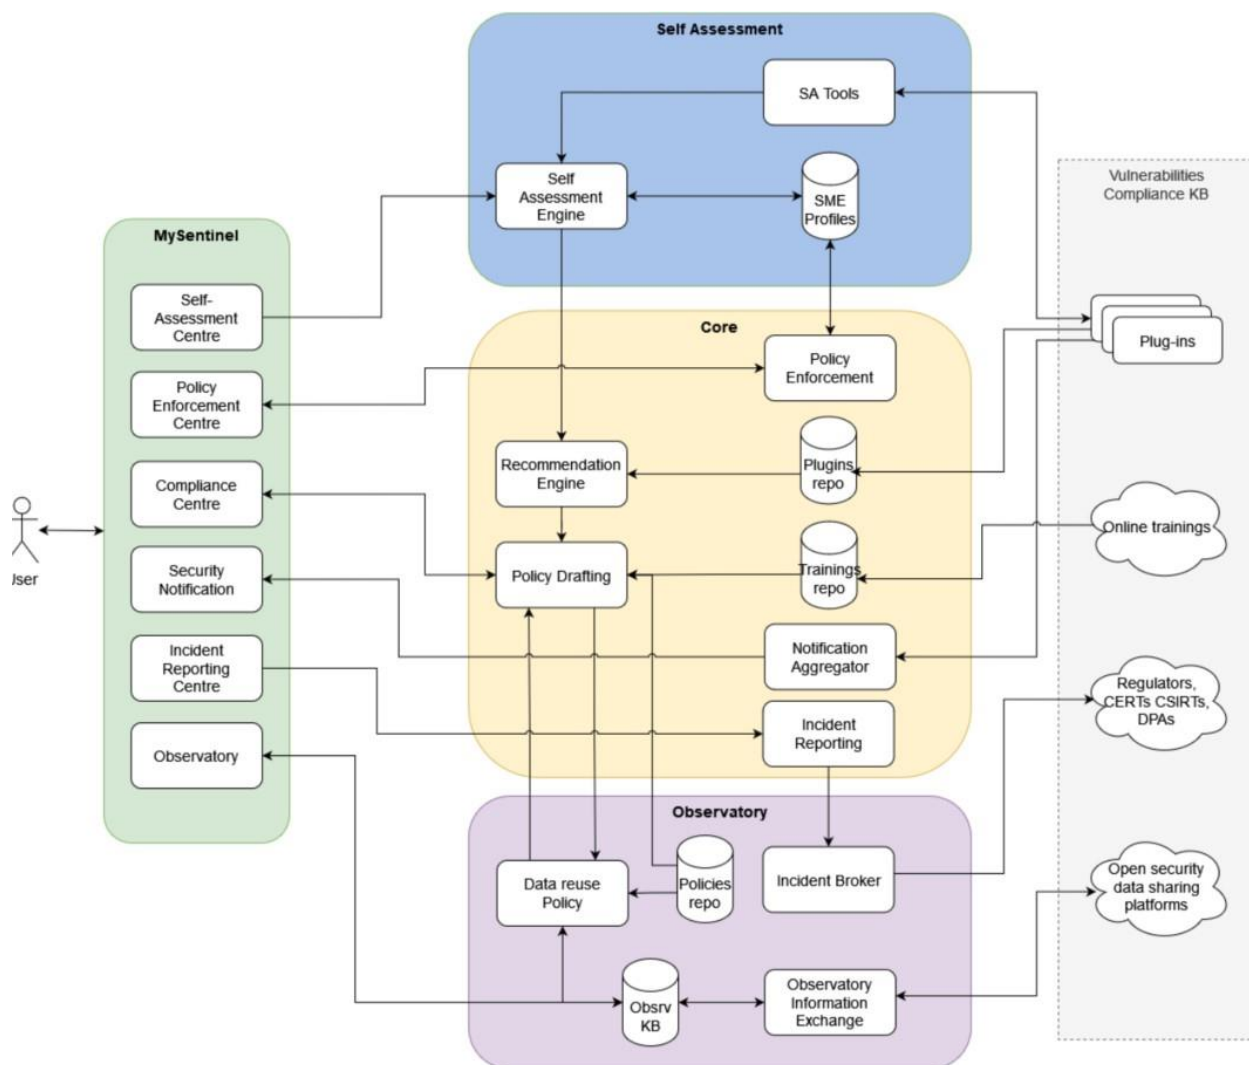 Self Assessment
SA Tools
Self
Assessment
Engine
SME
Profiles
Vulnerabilities
Compliance KB
MySentinel
Self-
Assessment
Centre
Policy
Enforcement
Centre
Compliance
Centre
Security
Notification
Incident
Reporting
Centre
Observatory
User
Core
Policy
Enforcement
Recommendation
Engine
Plugins
repo
Policy Drafting
Trainings
repo
Notification
Aggregator
Incident
Reporting
Plug-ins
Online trainings
Regulators,
CERTs CSIRTs,
DPAs
Open security
data sharing
platforms
Observatory
Data reuse
Policy
Policies
repo
Incident Broker
Obsrv
KB
Observatory
Information
Exchange